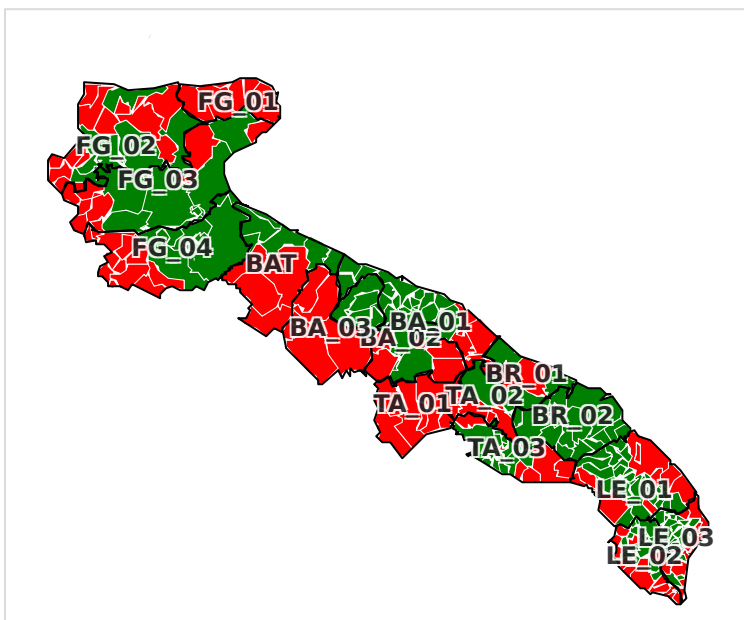 FG_01
FG_02
FG_03
FG_04
BAT
BA_01
BA_03
BA_02
BR_01
TA_02
TA_01
BR_02
TA_03
LE_01
LE_03
LE_02